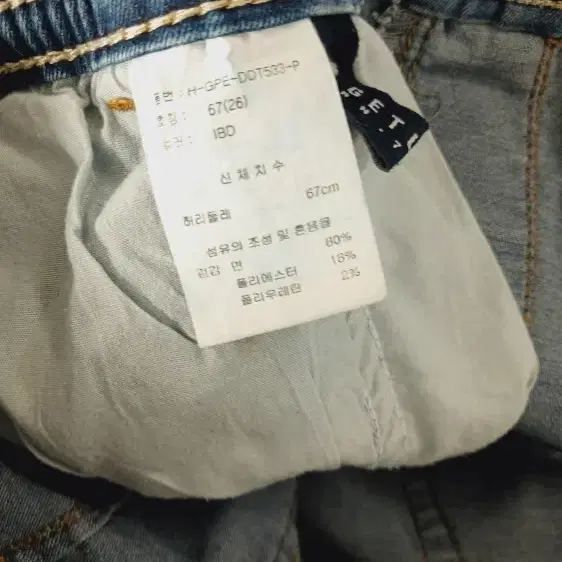 품번 : H-GPE-DDT533-P
호칭 : 67(26)
색상 : IBD
신체치수
허리둘레 67cm
섬유의 조성 및 혼용율
겉감 면 80%
폴리에스터 18%
폴리우레탄 2%
GET